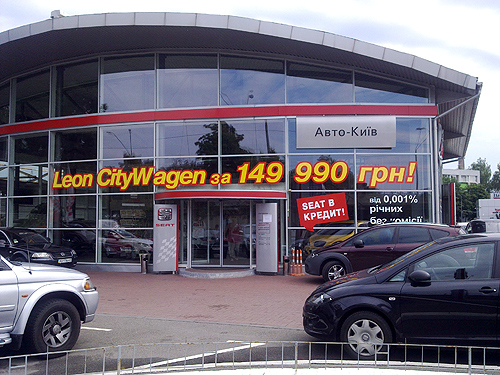 Авто-Київ
Leon CityWagen за 149 990 грн!
SEAT В
КРЕДИТ!
від 0,001%
річних
без комісії
SEAT